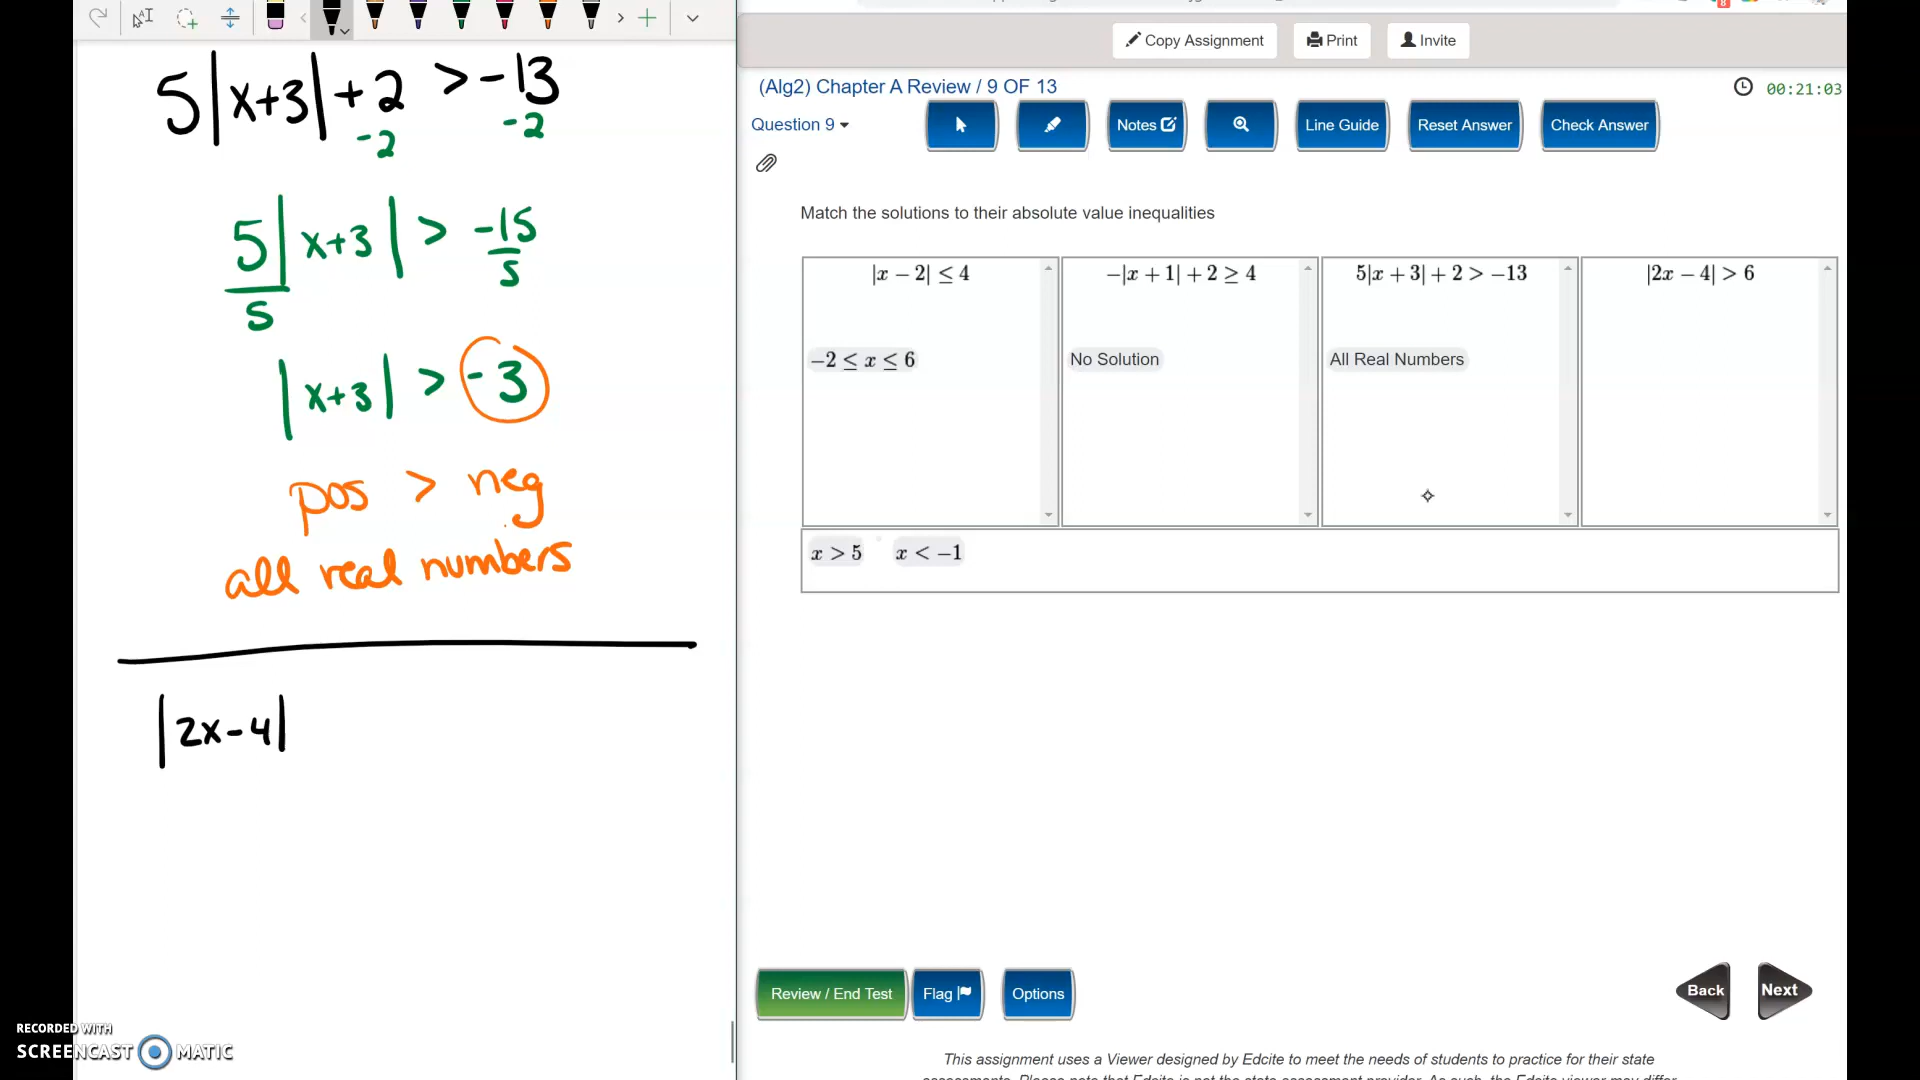 5|x+3| +2 > -13
-2 -2
5|x+3| > -15
5 5
|x+3| > -3
pos > neg
all real numbers
|2x-4|
RECORDED WITH
SCREENCAST MATIC
Copy Assignment Print Invite
(Alg2) Chapter A Review / 9 OF 13
00:21:03
Question 9
Notes
Line Guide
Reset Answer
Check Answer
Match the solutions to their absolute value inequalities
|x − 2| ≤ 4
−|x + 1| + 2 ≥ 4
5|x + 3| + 2 > −13
|2x − 4| > 6
−2 ≤ x ≤ 6
No Solution
All Real Numbers
x > 5
x < −1
Review / End Test
Flag
Options
Back
Next
This assignment uses a Viewer designed by Edcite to meet the needs of students to practice for their state